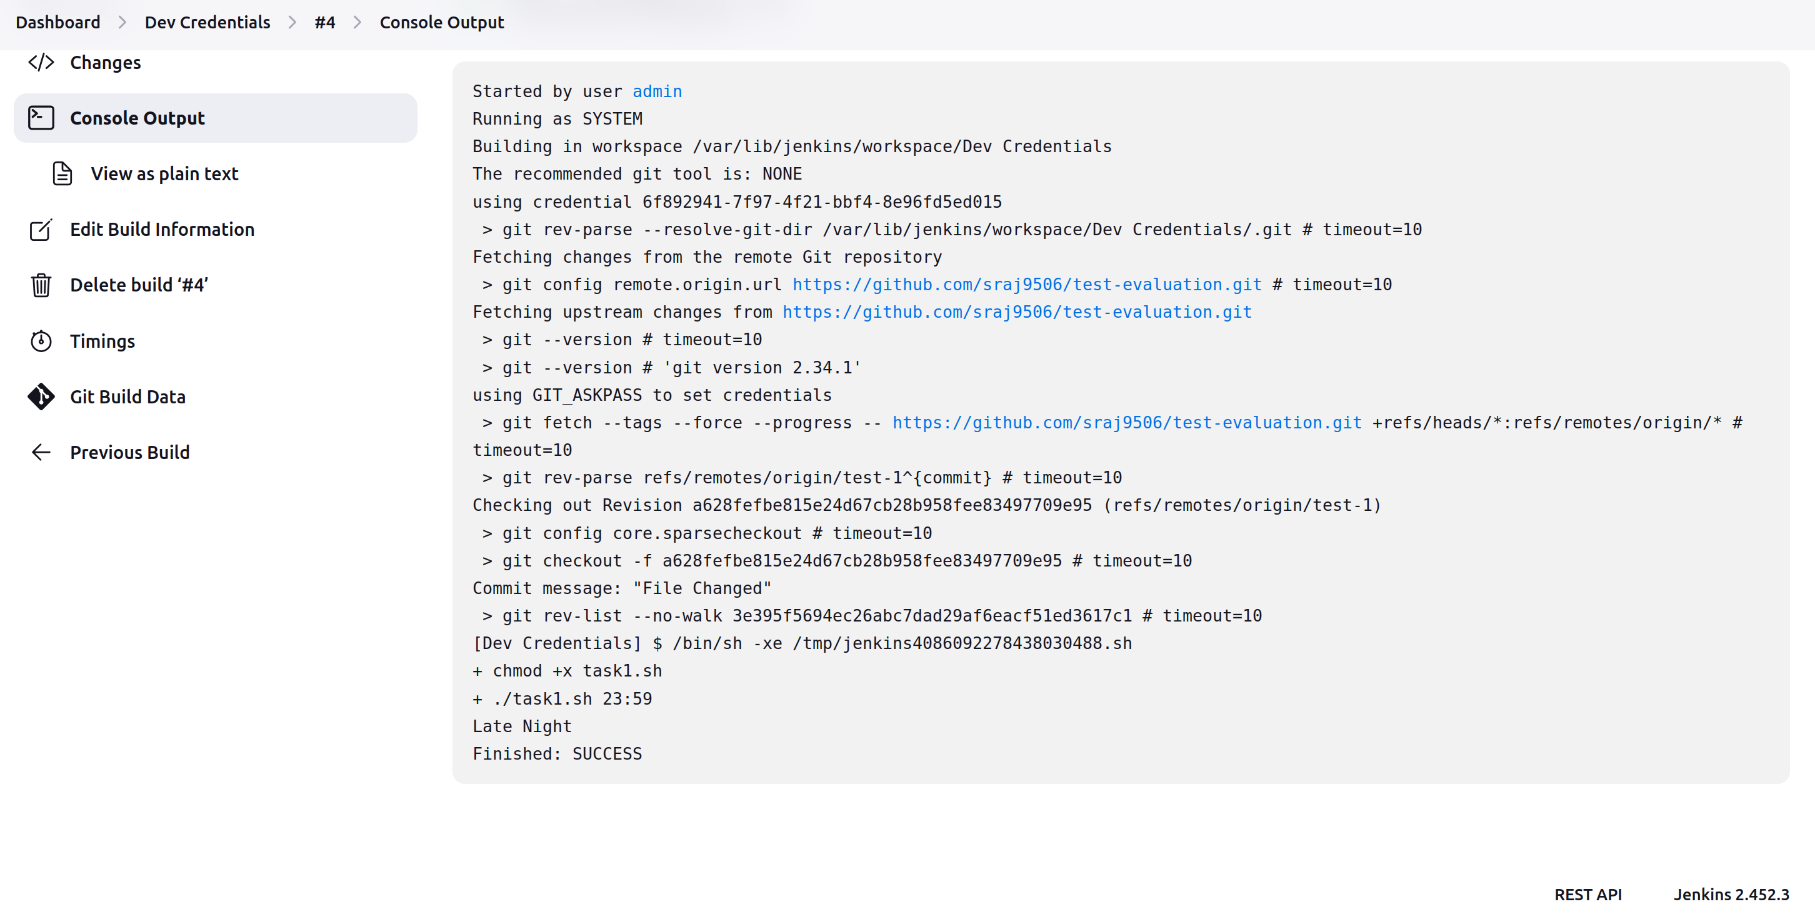 Dashboard > Dev Credentials > #4 > Console Output
Changes
Console Output
View as plain text
Edit Build Information
Delete build ‘#4’
Timings
Git Build Data
Previous Build
Started by user admin
Running as SYSTEM
Building in workspace /var/lib/jenkins/workspace/Dev Credentials
The recommended git tool is: NONE
using credential 6f892941-7f97-4f21-bbf4-8e96fd5ed015
 > git rev-parse --resolve-git-dir /var/lib/jenkins/workspace/Dev Credentials/.git # timeout=10
Fetching changes from the remote Git repository
 > git config remote.origin.url https://github.com/sraj9506/test-evaluation.git # timeout=10
Fetching upstream changes from https://github.com/sraj9506/test-evaluation.git
 > git --version # timeout=10
 > git --version # 'git version 2.34.1'
using GIT_ASKPASS to set credentials
 > git fetch --tags --force --progress -- https://github.com/sraj9506/test-evaluation.git +refs/heads/*:refs/remotes/origin/* #
timeout=10
 > git rev-parse refs/remotes/origin/test-1^{commit} # timeout=10
Checking out Revision a628fefbe815e24d67cb28b958fee83497709e95 (refs/remotes/origin/test-1)
 > git config core.sparsecheckout # timeout=10
 > git checkout -f a628fefbe815e24d67cb28b958fee83497709e95 # timeout=10
Commit message: "File Changed"
 > git rev-list --no-walk 3e395f5694ec26abc7dad29af6eacf51ed3617c1 # timeout=10
[Dev Credentials] $ /bin/sh -xe /tmp/jenkins4086092278438030488.sh
+ chmod +x task1.sh
+ ./task1.sh 23:59
Late Night
Finished: SUCCESS
REST API
Jenkins 2.452.3